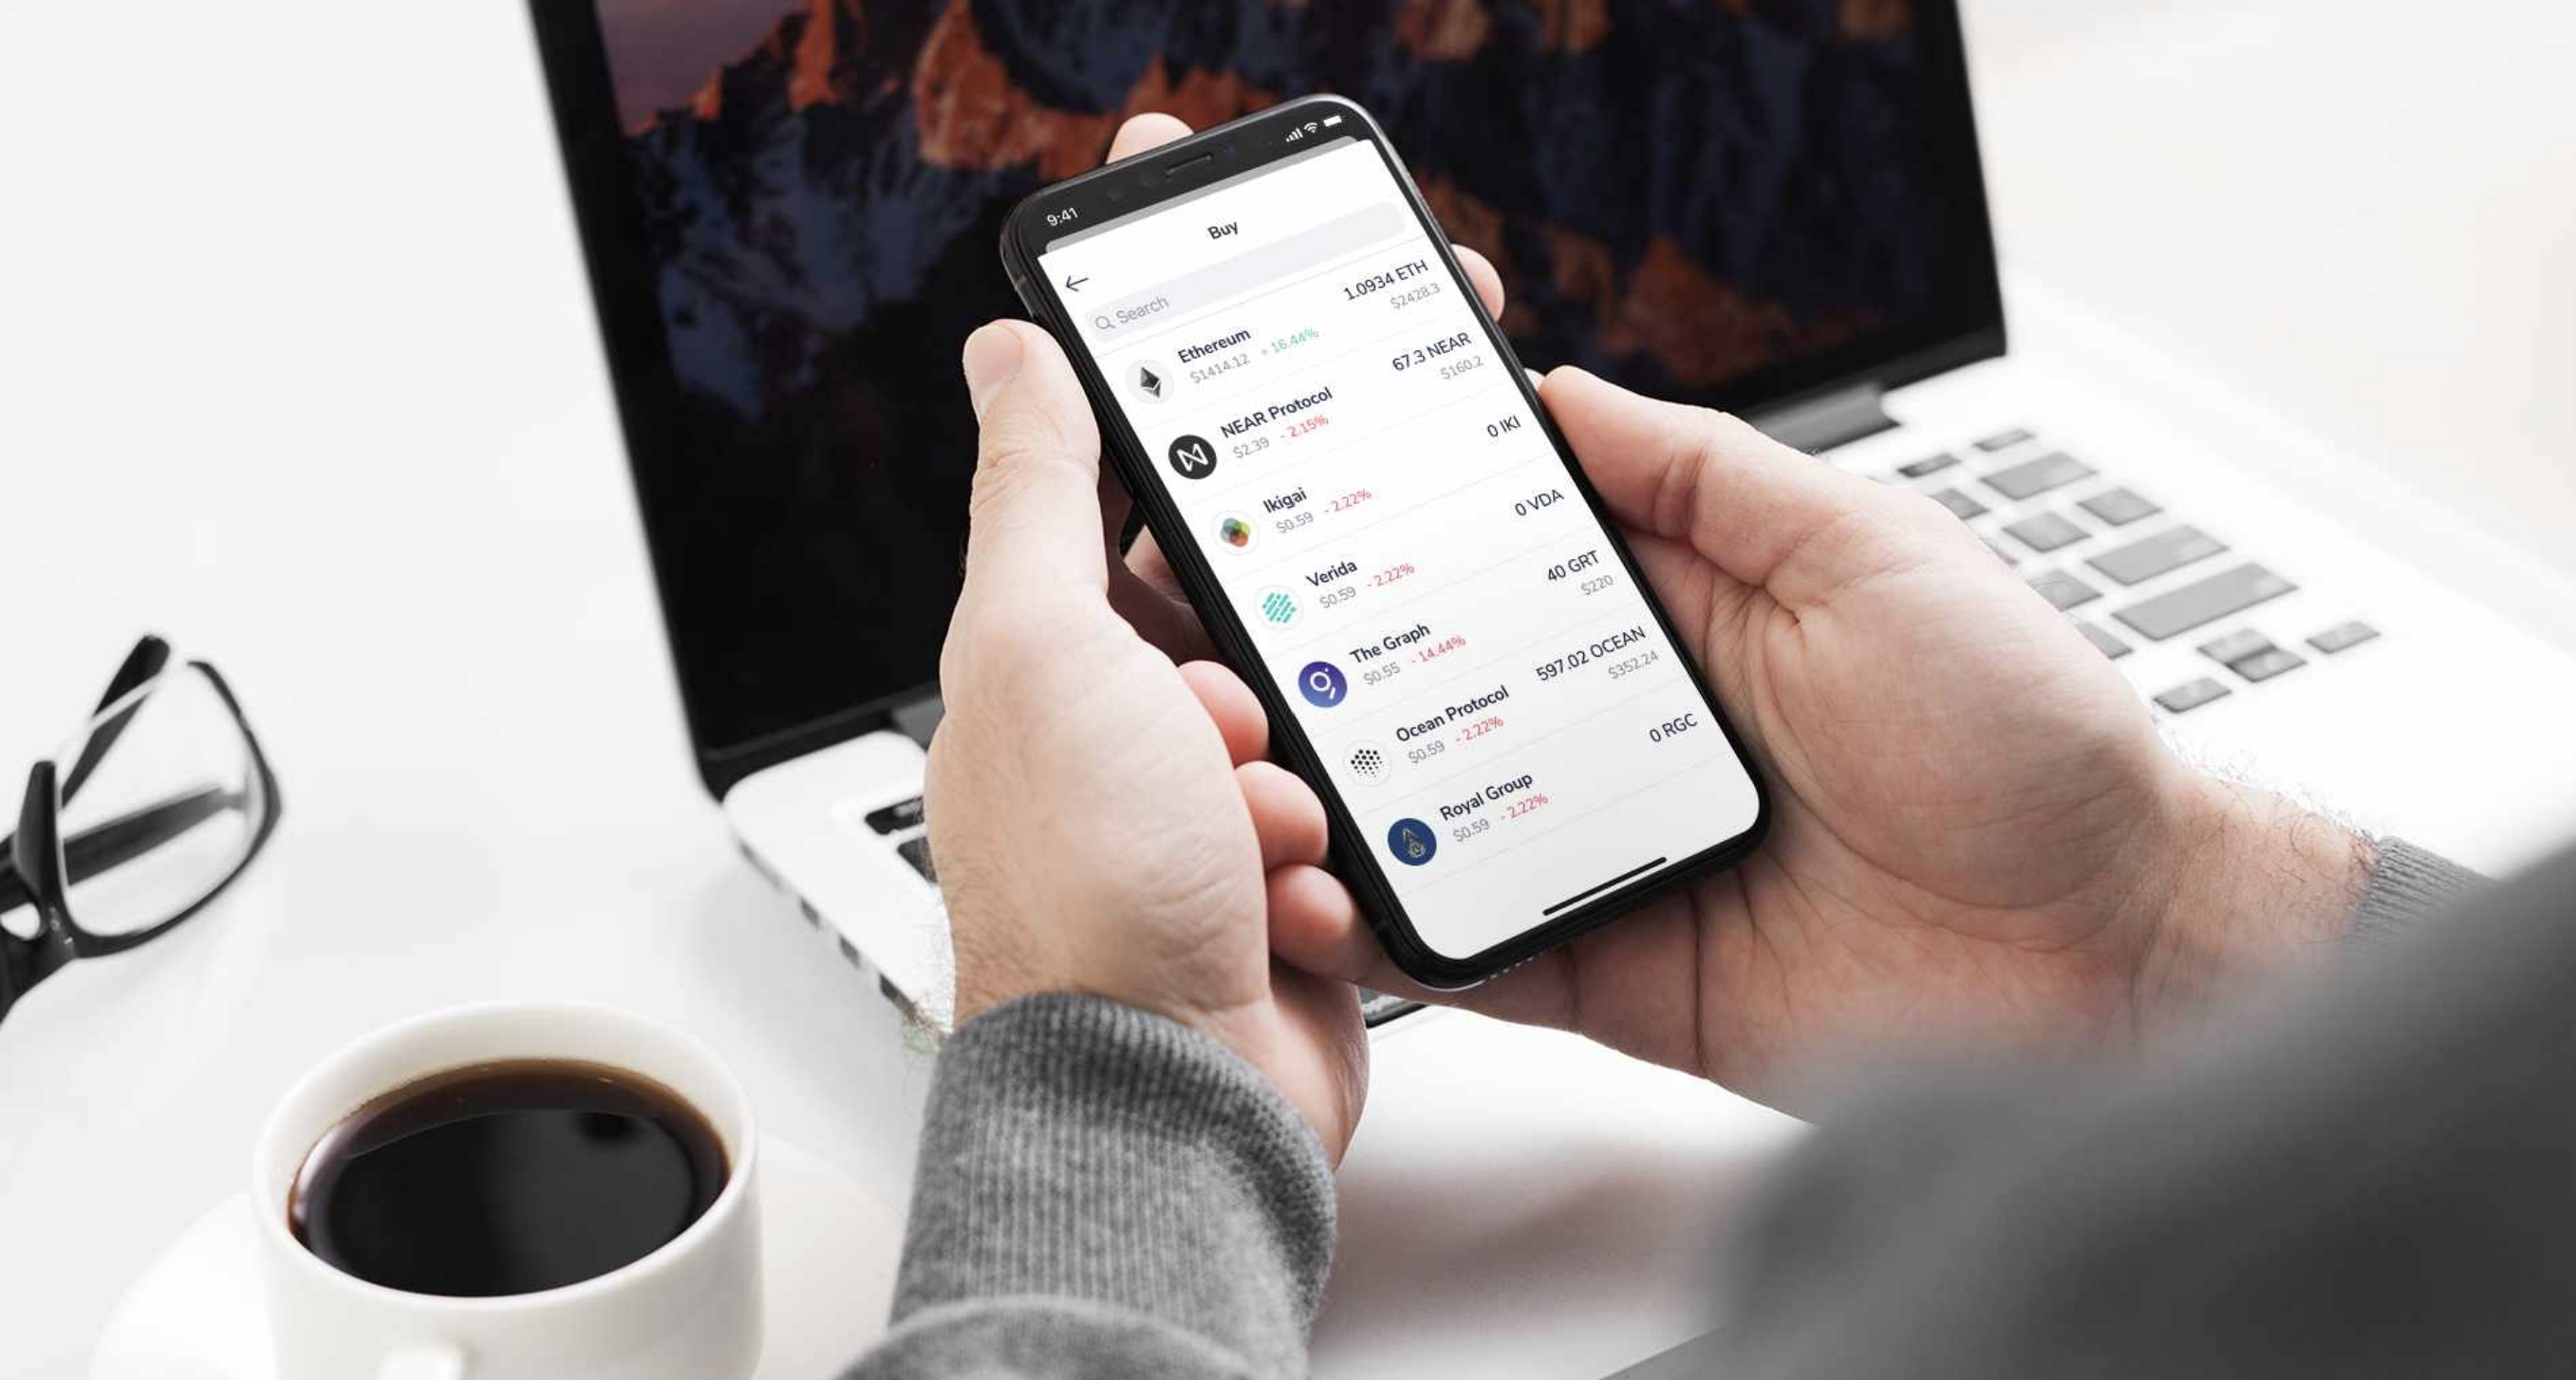 9:41
Buy
Search
Ethereum 1.0934 ETH
$1414.12 + 16.44% $2428.3
NEAR Protocol 67.3 NEAR
$2.39 - 2.15% $160.2
Ikigai 0 IKI
$0.59 - 2.22%
Verida 0 VDA
$0.59 - 2.22%
The Graph 40 GRT
$0.55 - 14.44% $220
Ocean Protocol 597.02 OCEAN
$0.59 - 2.22% $352.24
Royal Group 0 RGC
$0.59 - 2.22%